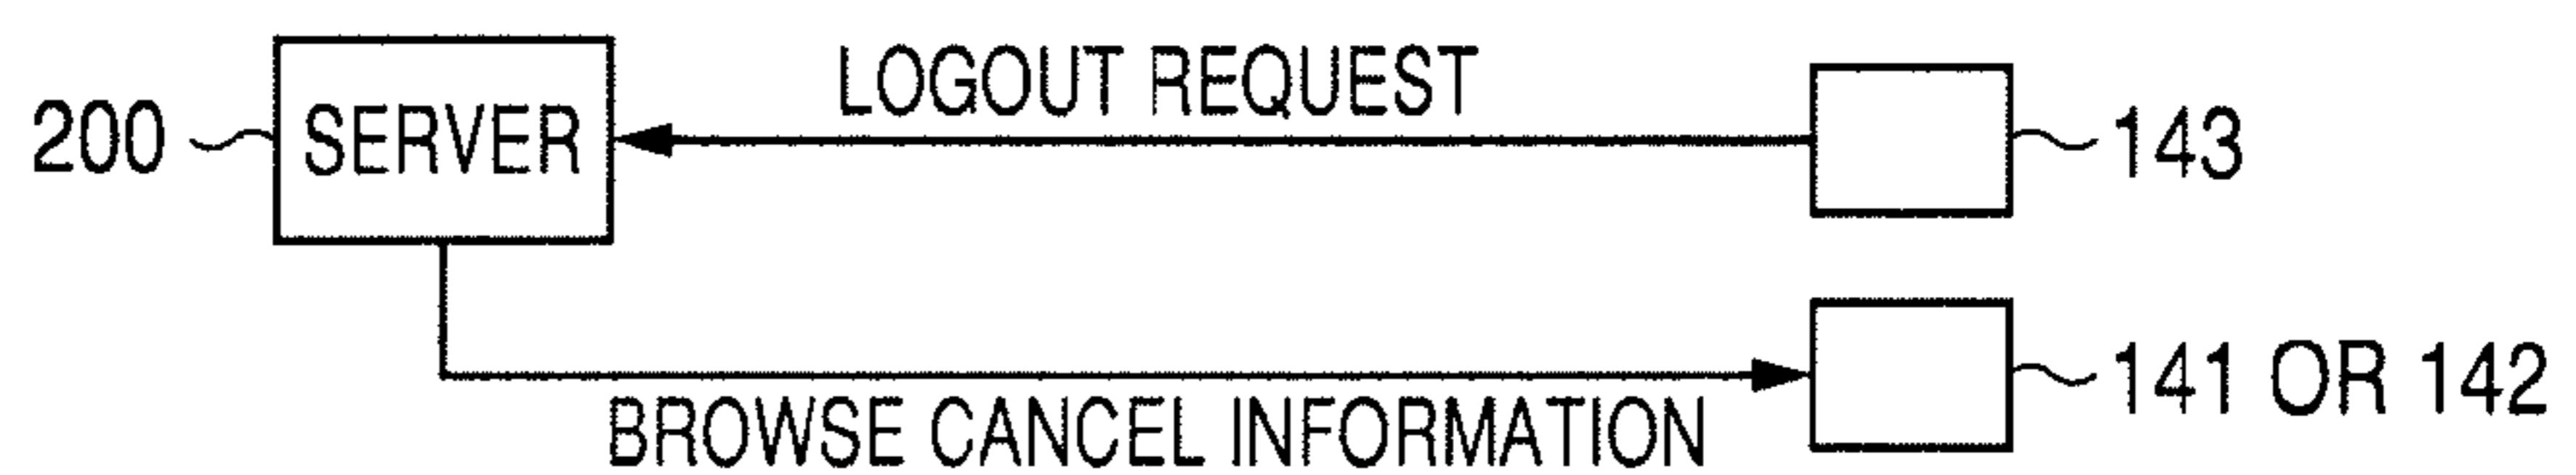 LOGOUT REQUEST
200 SERVER 143
141 OR 142
BROWSE CANCEL INFORMATION